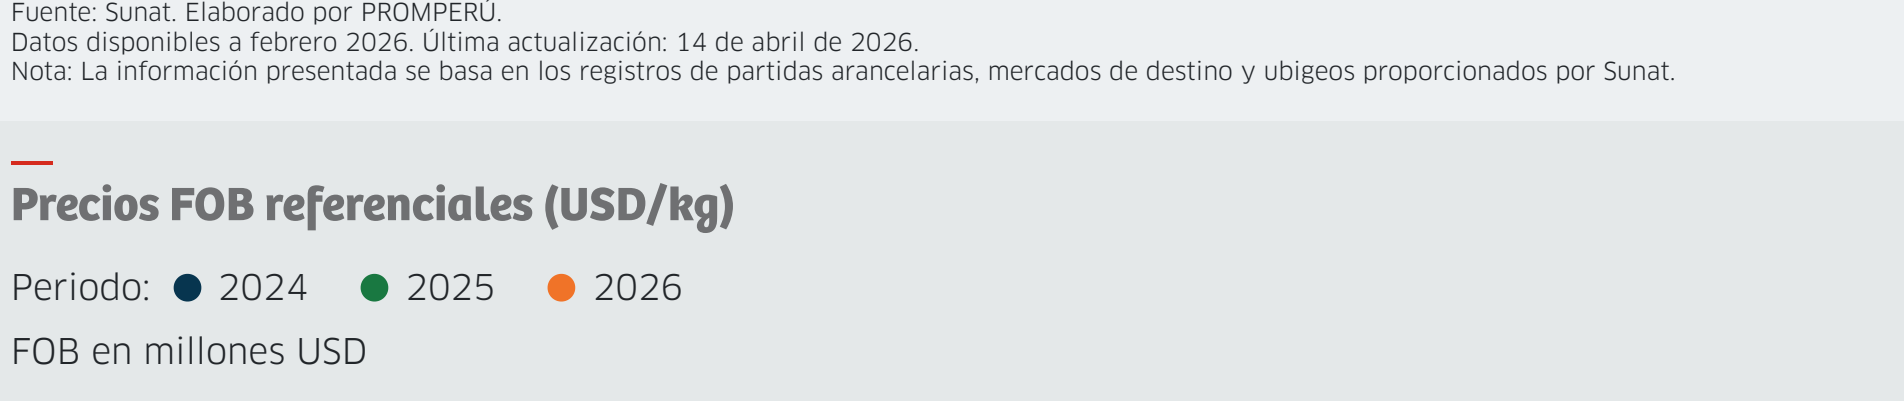 Fuente: Sunat. Elaborado por PROMPERÚ.
Datos disponibles a febrero 2026. Última actualización: 14 de abril de 2026.
Nota: La información presentada se basa en los registros de partidas arancelarias, mercados de destino y ubigeos proporcionados por Sunat.
Precios FOB referenciales (USD/kg)
Periodo: 2024 2025 2026
FOB en millones USD